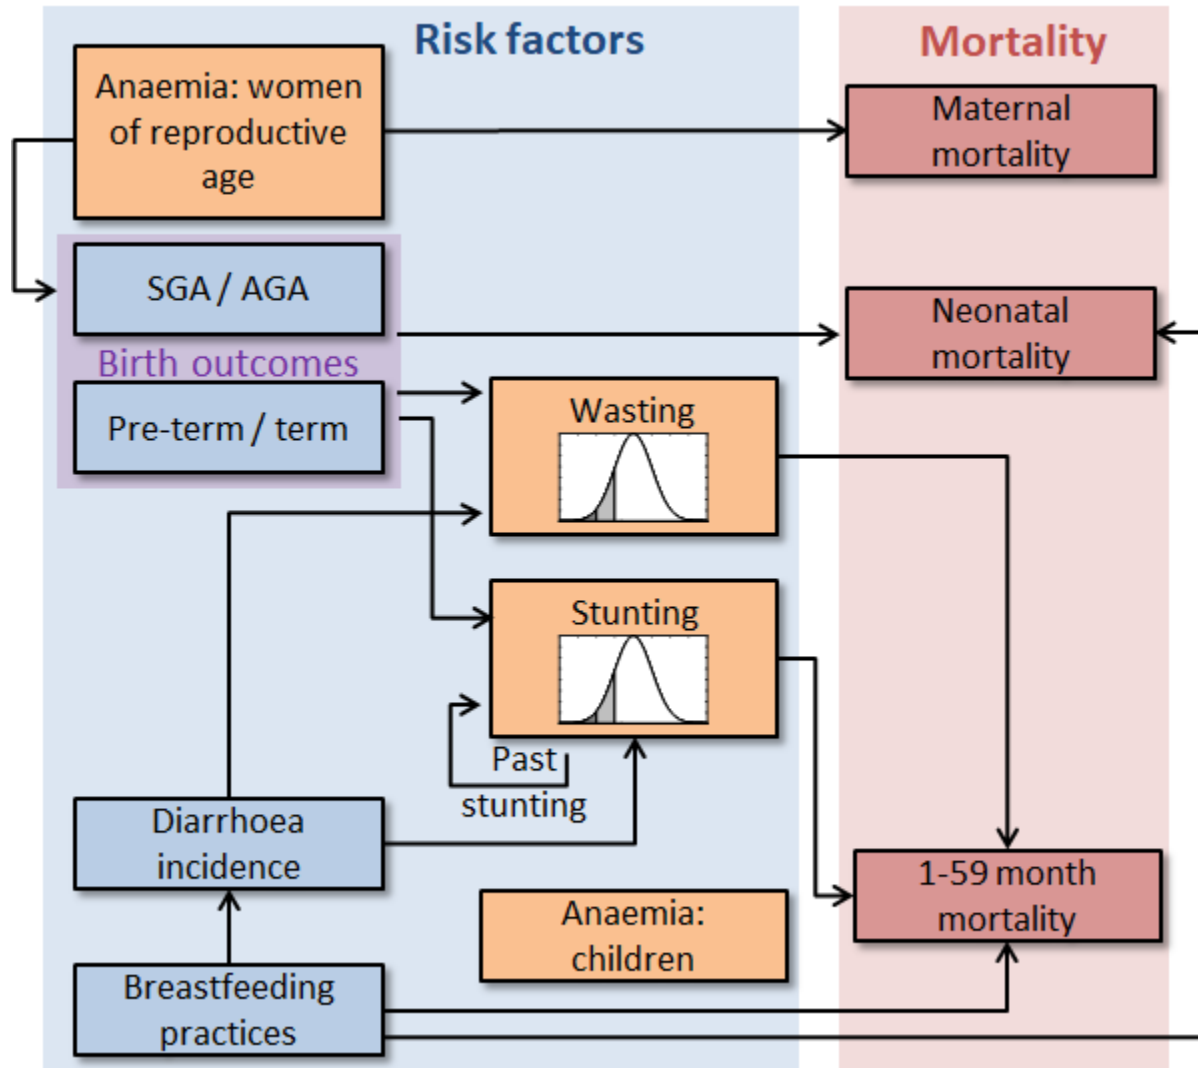 Risk factors
Mortality
Anaemia: women
of reproductive
age
Maternal
mortality
SGA / AGA
Birth outcomes
Pre-term / term
Neonatal
mortality
Wasting
Stunting
Past
stunting
Diarrhoea
incidence
Anaemia:
children
1-59 month
mortality
Breastfeeding
practices